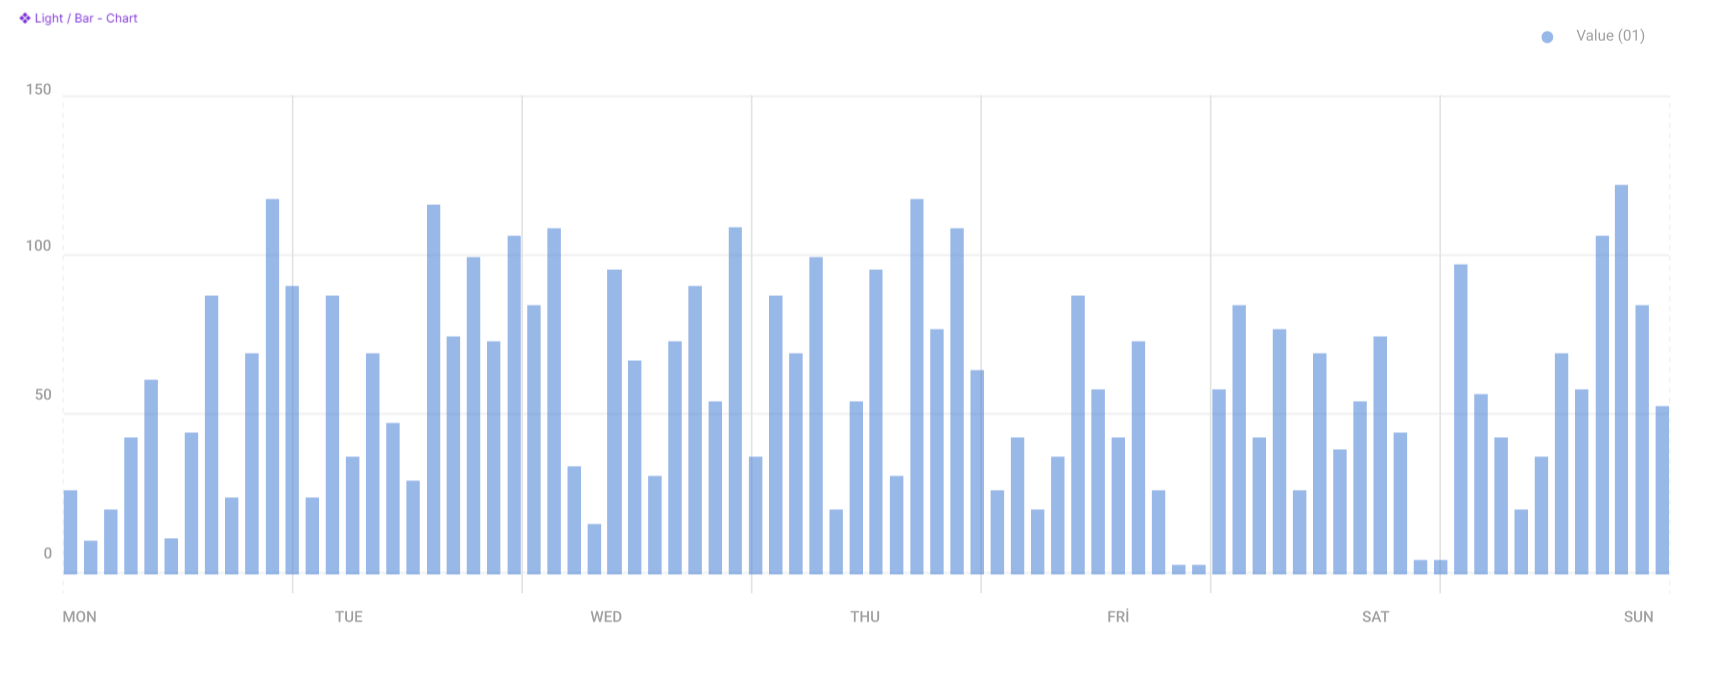 Light / Bar - Chart
Value (01)
150
100
50
0
MON TUE WED THU FRİ SAT SUN